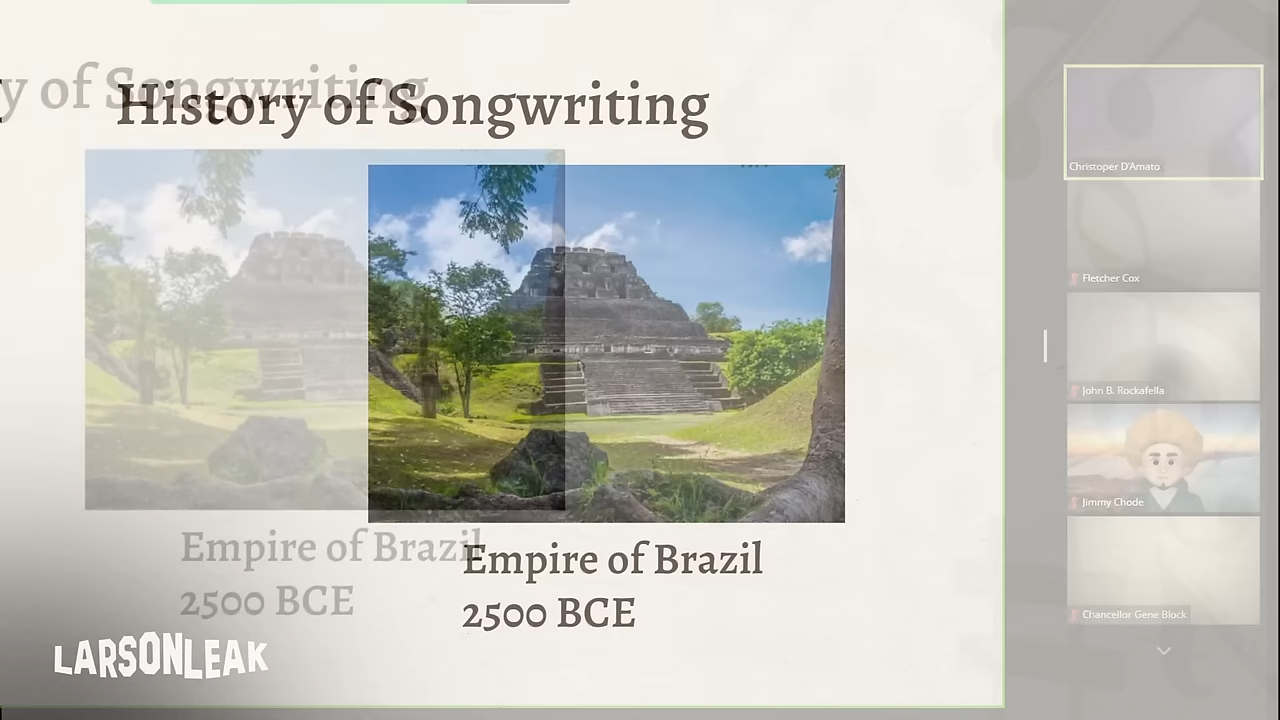 y of Songwriting
History of Songwriting
Empire of Brazil
2500 BCE
Empire of Brazil
2500 BCE
LARSONLEAK
Christoper D'Amato
Fletcher Cox
John B. Rockafella
Jimmy Chode
Chancellor Gene Block